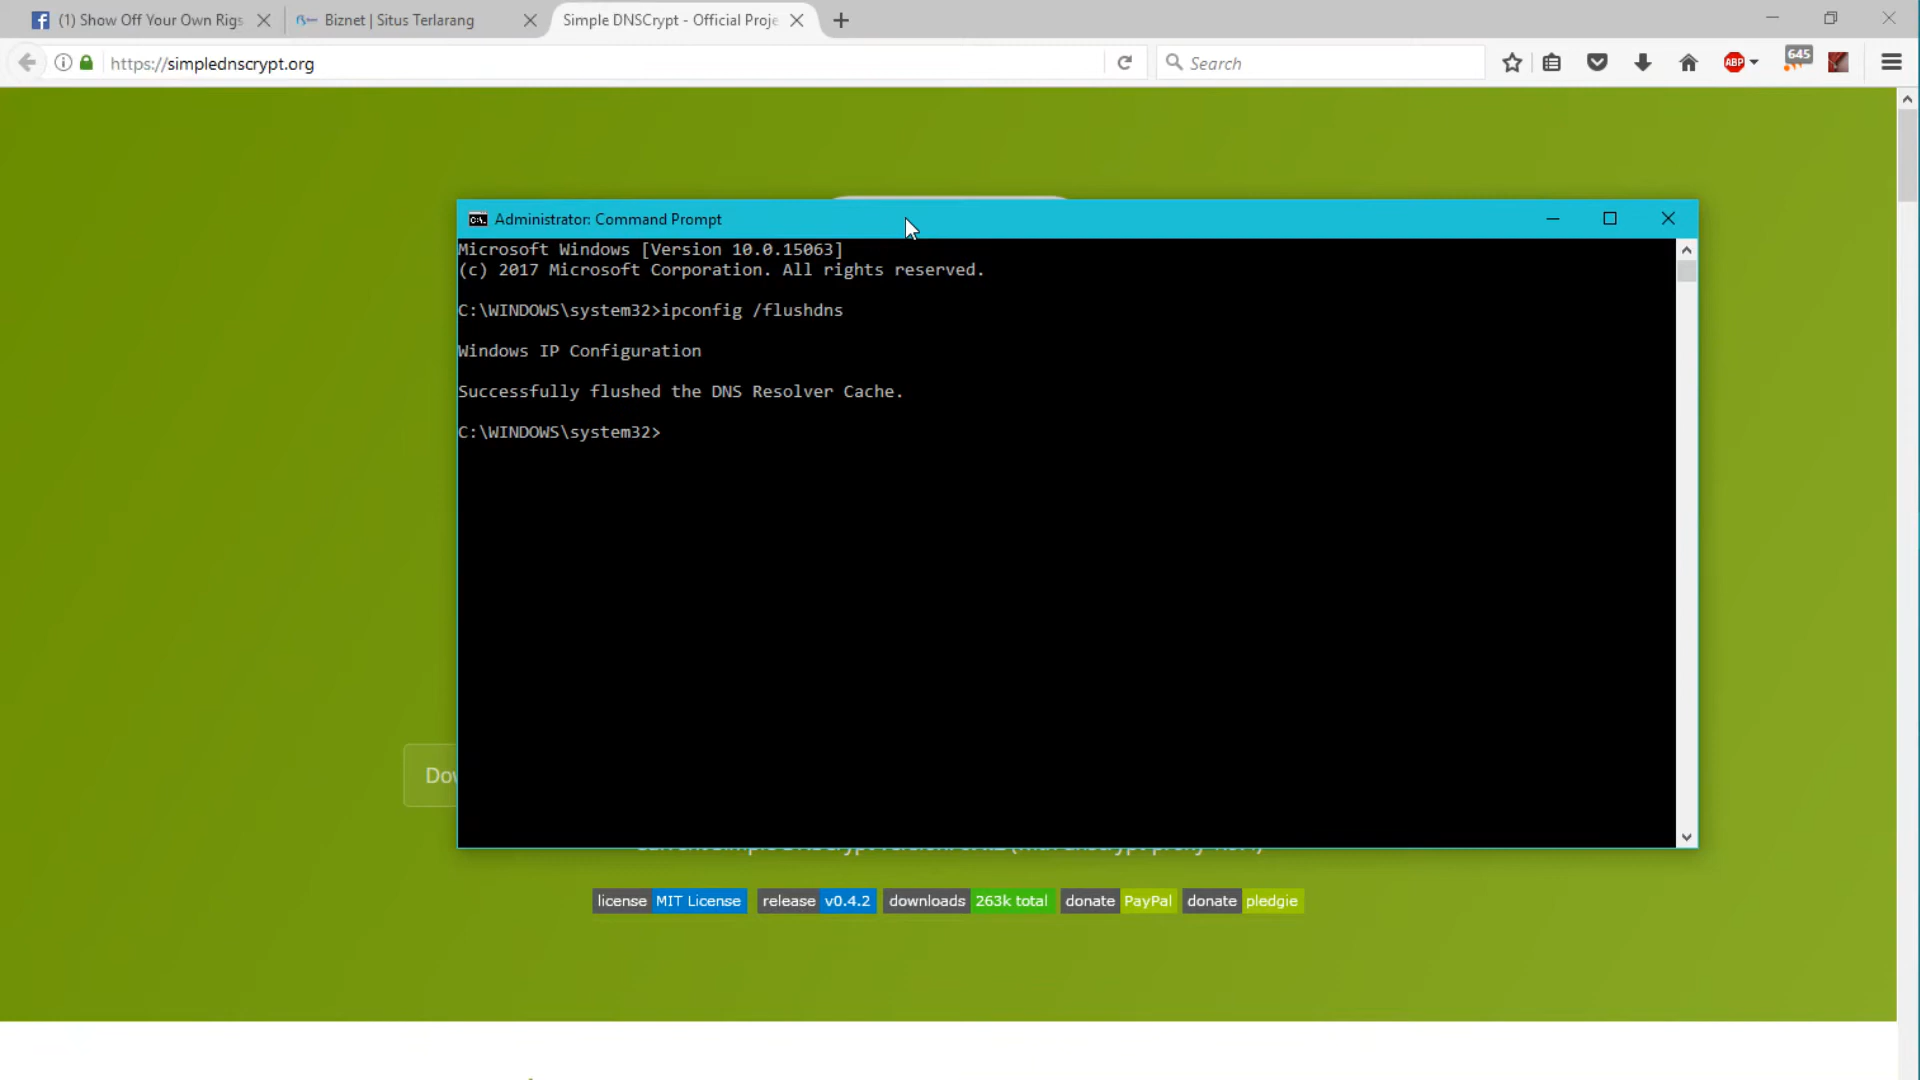 (1) Show Off Your Own Rigs
Biznet | Situs Terlarang
Simple DNSCrypt - Official Proje
https://simplednscrypt.org
Search
ABP
645
Administrator: Command Prompt
Microsoft Windows [Version 10.0.15063]
(c) 2017 Microsoft Corporation. All rights reserved.
C:\WINDOWS\system32>ipconfig /flushdns
Windows IP Configuration
Successfully flushed the DNS Resolver Cache.
C:\WINDOWS\system32>
Dow
license MIT License release v0.4.2 downloads 263k total donate PayPal donate pledgie